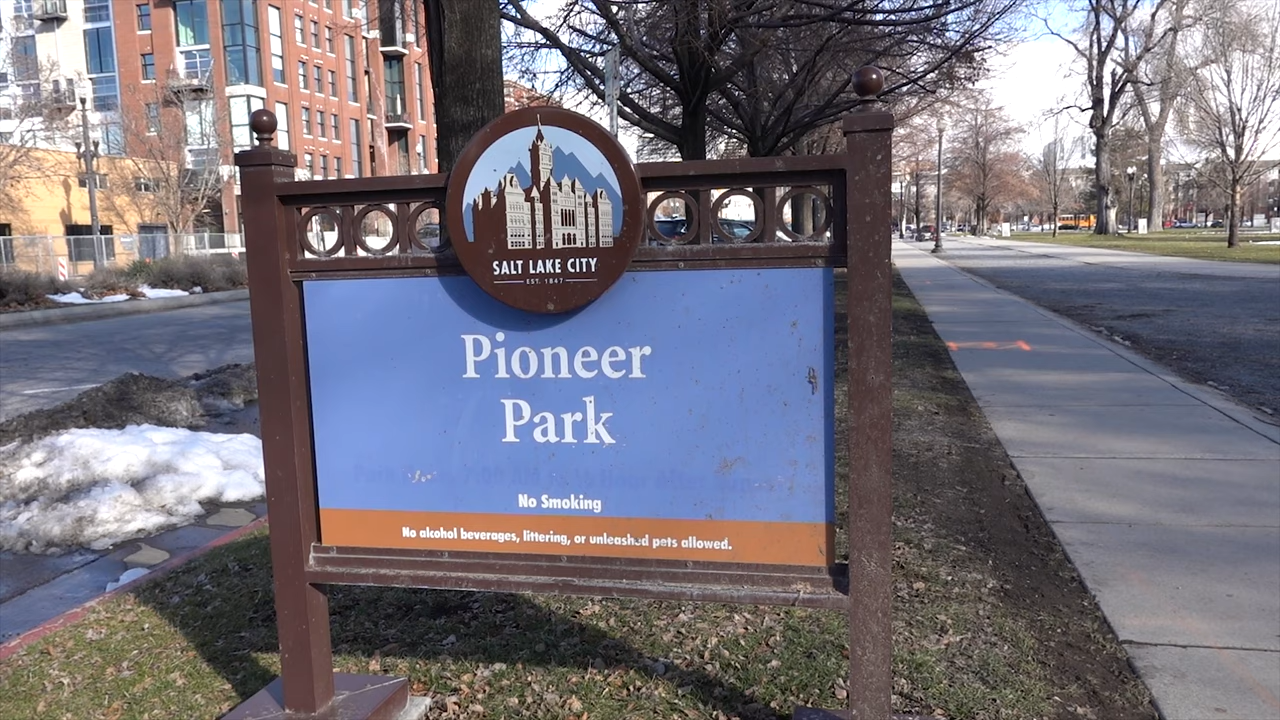 SALT LAKE CITY
EST. 1847
Pioneer
Park
No Smoking
No alcohol beverages, littering, or unleashed pets allowed.